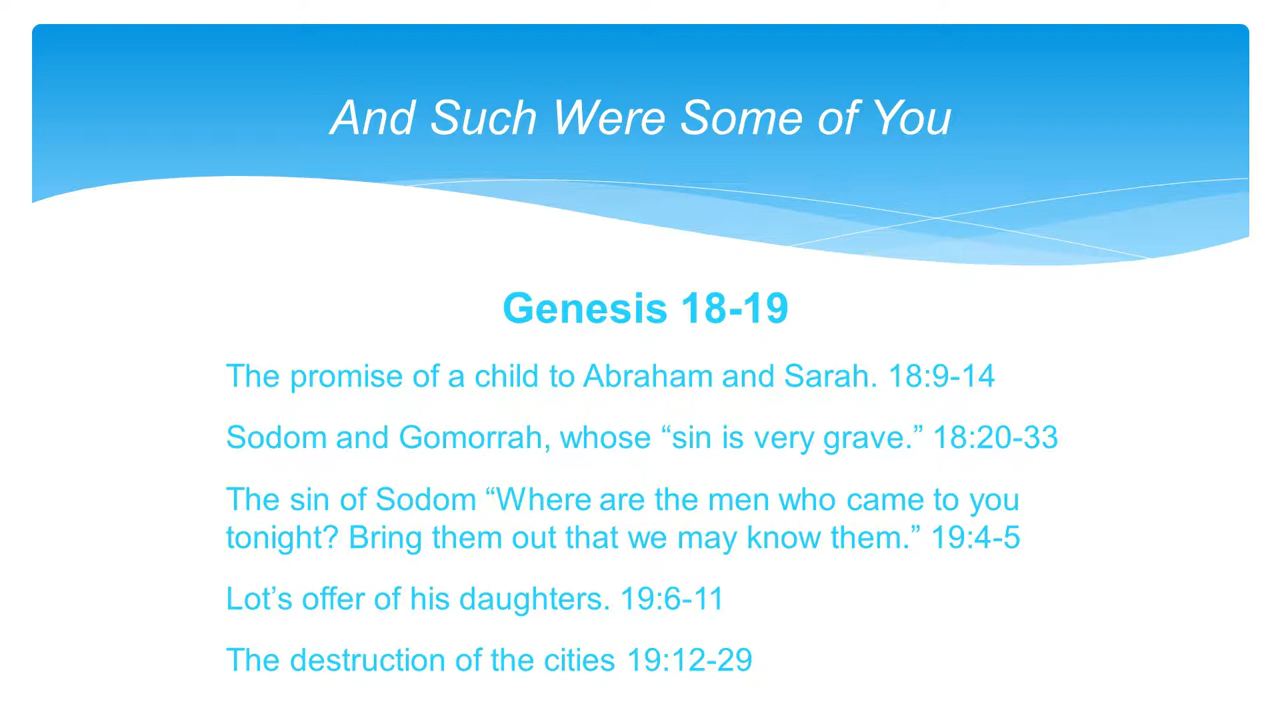 And Such Were Some of You
Genesis 18-19
The promise of a child to Abraham and Sarah. 18:9-14
Sodom and Gomorrah, whose “sin is very grave.” 18:20-33
The sin of Sodom “Where are the men who came to you
tonight? Bring them out that we may know them.” 19:4-5
Lot’s offer of his daughters. 19:6-11
The destruction of the cities 19:12-29